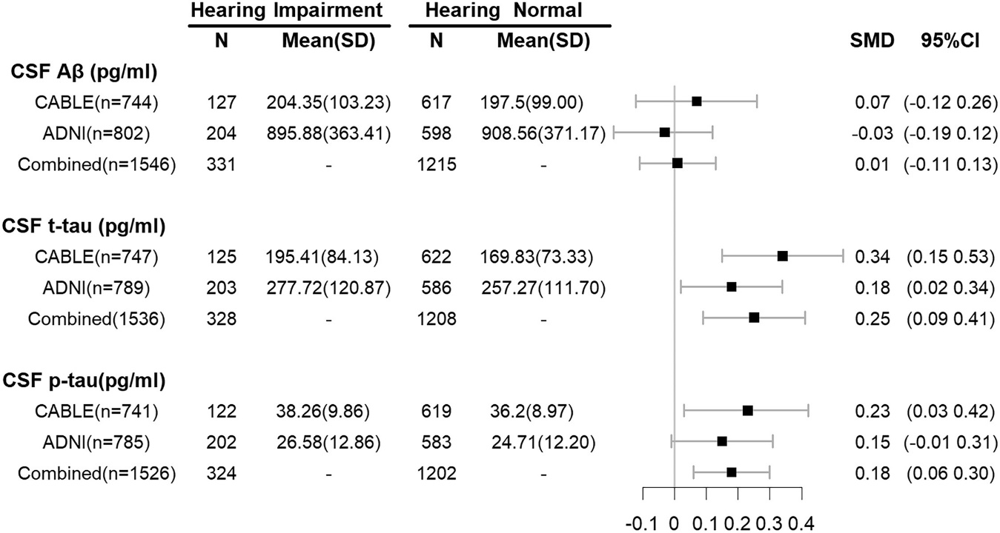 Hearing Impairment Hearing Normal
N Mean(SD) N Mean(SD) SMD 95%CI
CSF Aβ (pg/ml)
CABLE(n=744) 127 204.35(103.23) 617 197.5(99.00) 0.07 (-0.12 0.26)
ADNI(n=802) 204 895.88(363.41) 598 908.56(371.17) -0.03 (-0.19 0.12)
Combined(n=1546) 331 - 1215 - 0.01 (-0.11 0.13)
CSF t-tau (pg/ml)
CABLE(n=747) 125 195.41(84.13) 622 169.83(73.33) 0.34 (0.15 0.53)
ADNI(n=789) 203 277.72(120.87) 586 257.27(111.70) 0.18 (0.02 0.34)
Combined(1536) 328 - 1208 - 0.25 (0.09 0.41)
CSF p-tau(pg/ml)
CABLE(n=741) 122 38.26(9.86) 619 36.2(8.97) 0.23 (0.03 0.42)
ADNI(n=785) 202 26.58(12.86) 583 24.71(12.20) 0.15 (-0.01 0.31)
Combined(n=1526) 324 - 1202 - 0.18 (0.06 0.30)
-0.1 0 0.1 0.2 0.3 0.4